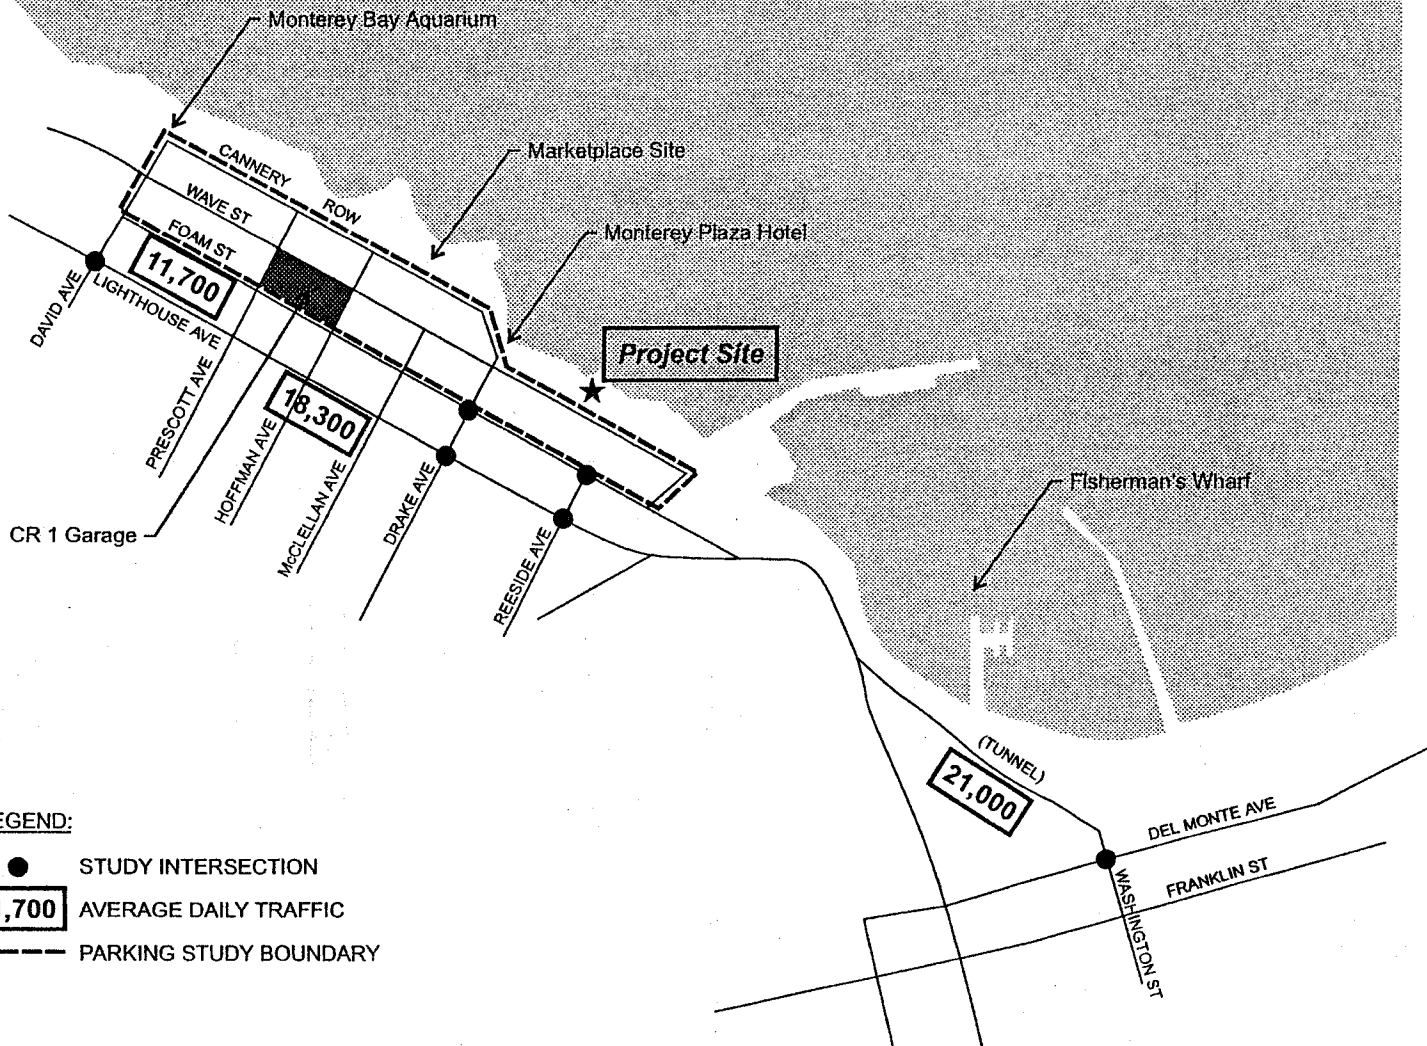 Monterey Bay Aquarium
Marketplace Site
Monterey Plaza Hotel
Project Site
Fisherman's Wharf
CANNERY ROW
WAVE ST
FOAM ST
11,700
LIGHTHOUSE AVE
DAVID AVE
PRESCOTT AVE
18,300
HOFFMAN AVE
McCLELLAN AVE
DRAKE AVE
REESIDE AVE
CR 1 Garage
(TUNNEL)
21,000
DEL MONTE AVE
FRANKLIN ST
WASHINGTON ST
EGEND:
STUDY INTERSECTION
,700 AVERAGE DAILY TRAFFIC
PARKING STUDY BOUNDARY